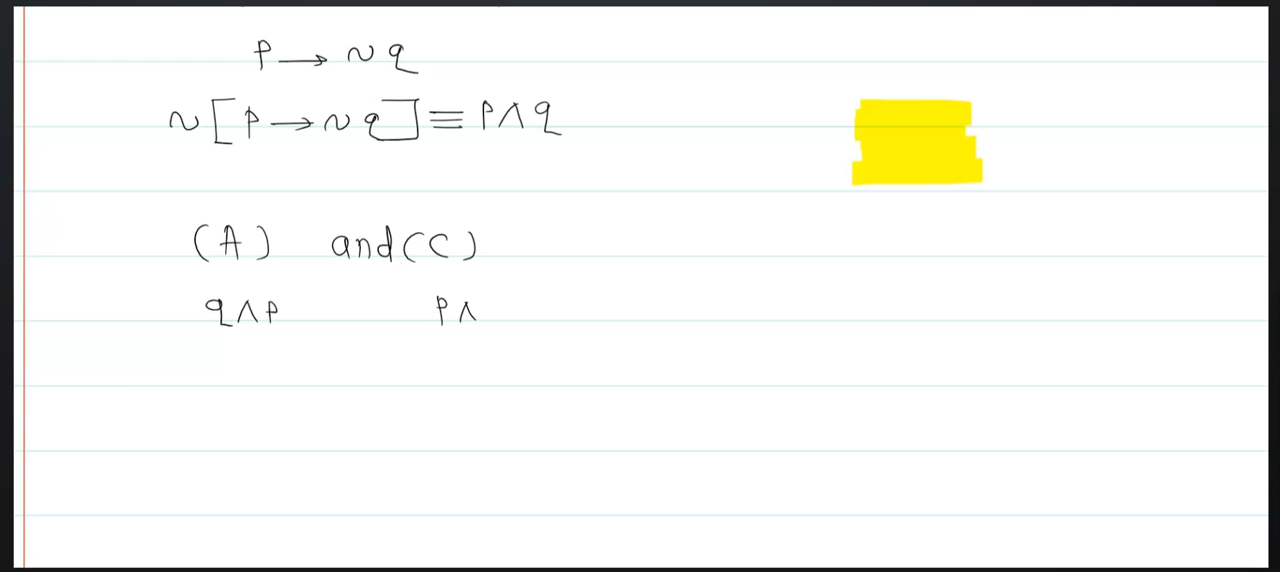 p → ~ q
~ [ p → ~ q ] ≡ p ∧ q
(A) and (C)
q ∧ p p ∧